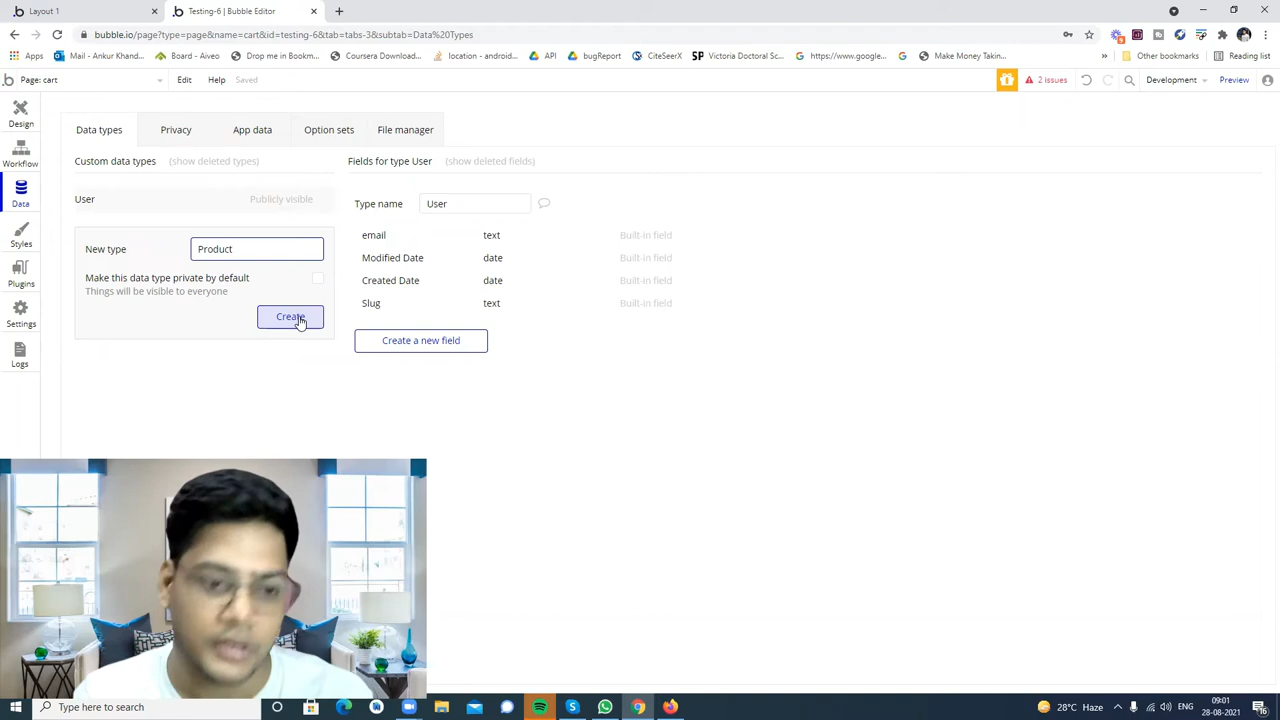 Layout 1
Testing-6 | Bubble Editor
bubble.io/page?type=page&name=cart&id=testing-6&tab=tabs-3&subtab=Data%20Types
Apps
Mail - Ankur Khand...
Board - Aiveo
Drop me in Bookm...
Coursera Download...
location - android...
API
bugReport
CiteSeerX
Victoria Doctoral Sc...
https://www.google...
Make Money Takin...
Other bookmarks
Reading list
Page: cart
Edit
Help
Saved
2 issues
Development
Preview
Design
Workflow
Data
Styles
Plugins
Settings
Logs
Data types
Privacy
App data
Option sets
File manager
Custom data types (show deleted types)
Fields for type User (show deleted fields)
User Publicly visible
Type name User
New type Product
Make this data type private by default
Things will be visible to everyone
Create
email text Built-in field
Modified Date date Built-in field
Created Date date Built-in field
Slug text Built-in field
Create a new field
Type here to search
28°C Haze
ENG
09:01
28-08-2021